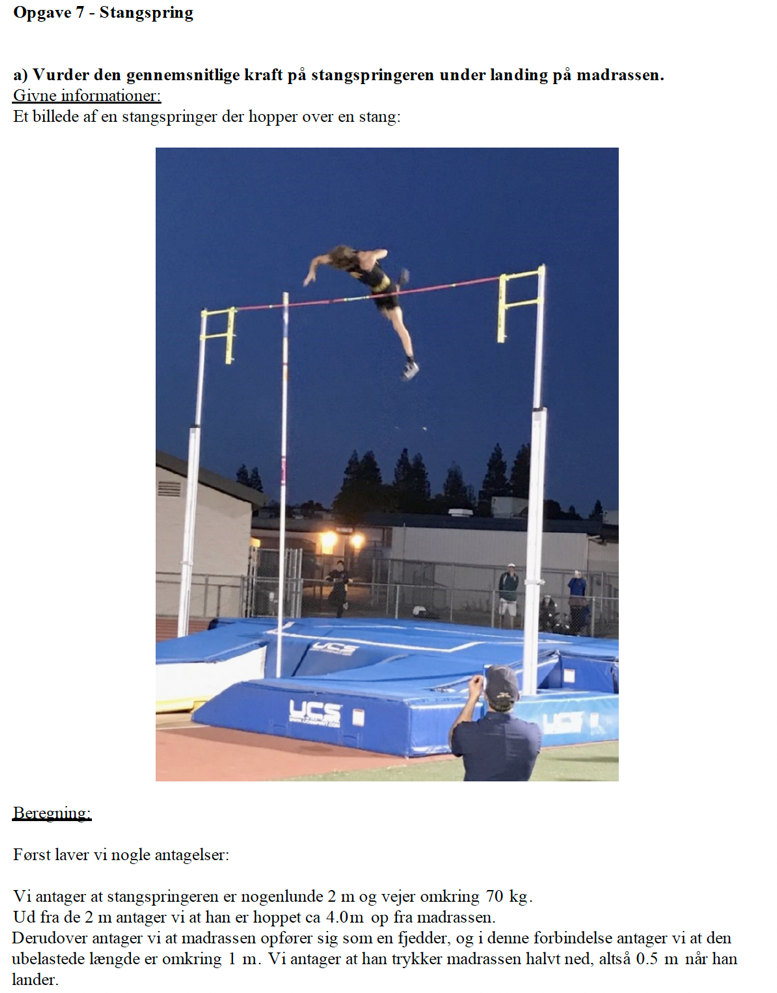 Opgave 7 - Stangspring
a) Vurder den gennemsnitlige kraft på stangspringeren under landing på madrassen.
Givne informationer:
Et billede af en stangspringer der hopper over en stang:
UCS
UCS
UCS
Beregning:
Først laver vi nogle antagelser:
Vi antager at stangspringeren er nogenlunde 2 m og vejer omkring 70 kg.
Ud fra de 2 m antager vi at han er hoppet ca 4.0m op fra madrassen.
Derudover antager vi at madrassen opfører sig som en fjedder, og i denne forbindelse antager vi at den
ubelastede længde er omkring 1 m. Vi antager at han trykker madrassen halvt ned, altså 0.5 m når han
lander.